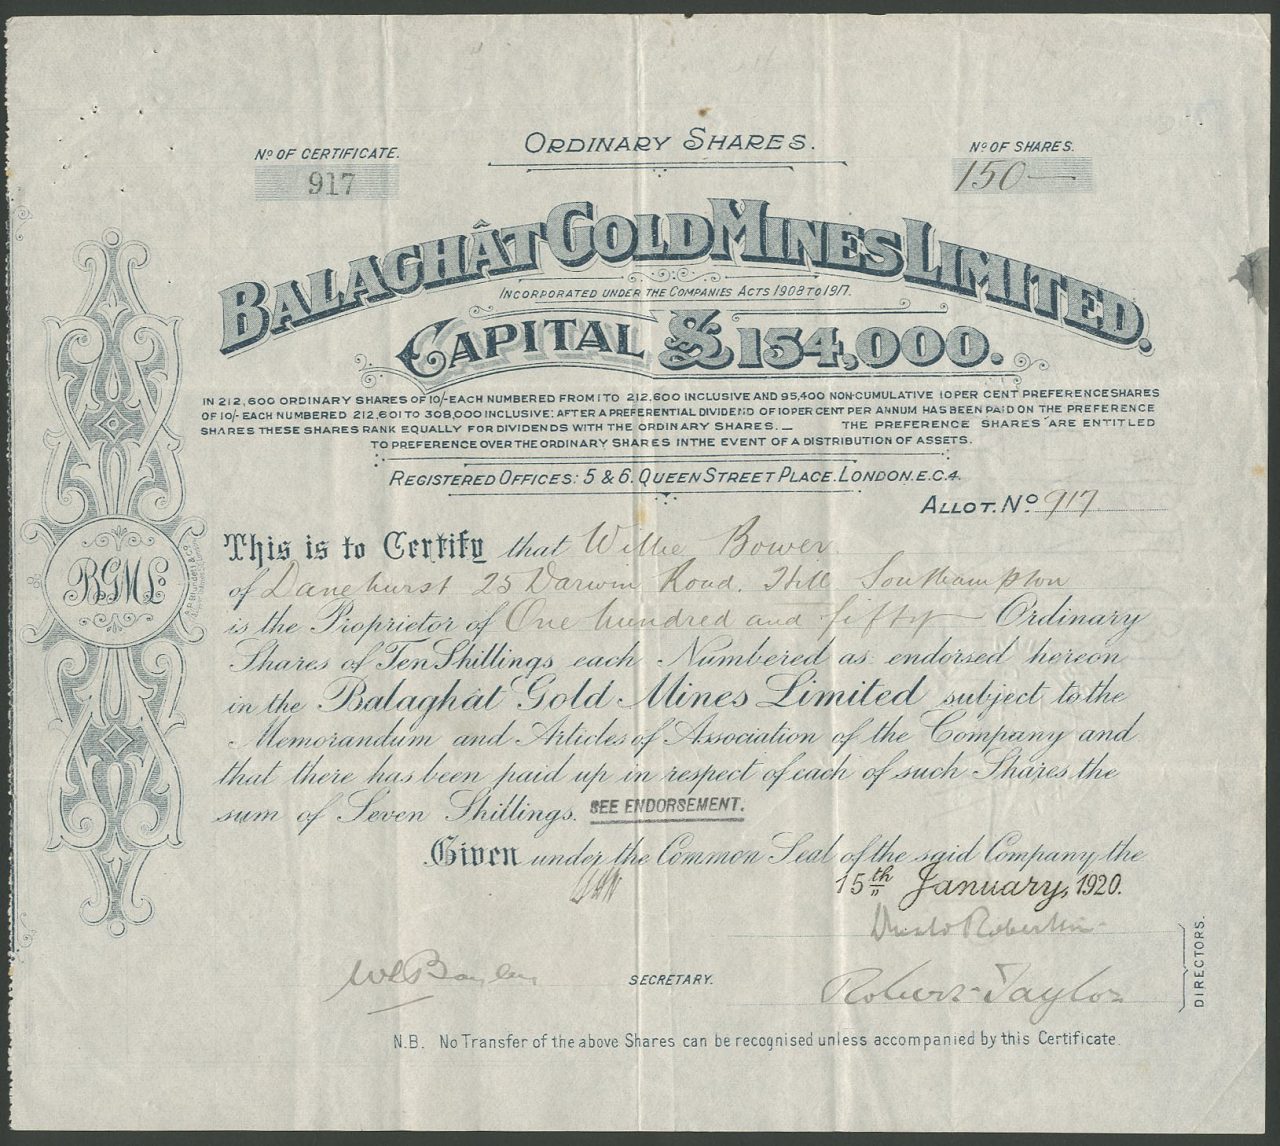 ORDINARY SHARES.
Nº OF CERTIFICATE.
917
Nº OF SHARES.
150
BALAGHÂT GOLD MINES LIMITED.
INCORPORATED UNDER THE COMPANIES ACTS 1908 TO 1917.
CAPITAL £154,000.
IN 212,600 ORDINARY SHARES OF 10/- EACH NUMBERED FROM 1 TO 212,600 INCLUSIVE AND 95,400 NON-CUMULATIVE 10 PER CENT PREFERENCE SHARES
OF 10/- EACH NUMBERED 212,601 TO 308,000 INCLUSIVE: AFTER A PREFERENTIAL DIVIDEND OF 10 PER CENT PER ANNUM HAS BEEN PAID ON THE PREFERENCE
SHARES THESE SHARES RANK EQUALLY FOR DIVIDENDS WITH THE ORDINARY SHARES. — THE PREFERENCE SHARES ARE ENTITLED
TO PREFERENCE OVER THE ORDINARY SHARES IN THE EVENT OF A DISTRIBUTION OF ASSETS.
REGISTERED OFFICES: 5 & 6. QUEEN STREET PLACE. LONDON. E.C.4.
ALLOT. Nº 917
This is to Certify that Willie Bower
of Danehurst 25 Darwin Road. Hill Southampton
is the Proprietor of One hundred and fifty Ordinary
Shares of Ten Shillings each Numbered as endorsed hereon
in the Balaghât Gold Mines Limited subject to the
Memorandum and Articles of Association of the Company and
that there has been paid up in respect of each of such Shares the
sum of Seven Shillings. SEE ENDORSEMENT.
Given under the Common Seal of the said Company, the
15th January, 1920.
BGML
Robertson
Robert Taylor
DIRECTORS.
SECRETARY.
N.B. No Transfer of the above Shares can be recognised unless accompanied by this Certificate.